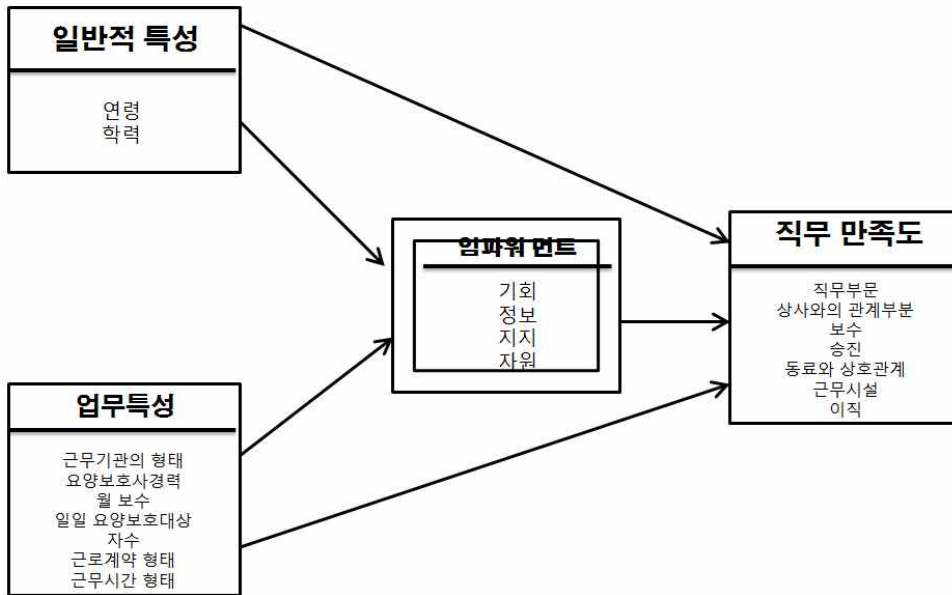 일반적 특성
연령
학력
업무특성
근무기관의 형태
요양보호사경력
월 보수
일일 요양보호대상
자수
근로계약 형태
근무시간 형태
임파워 먼트
기회
정보
지지
자원
직무 만족도
직무부문
상사와의 관계부분
보수
승진
동료와 상호관계
근무시설
이직